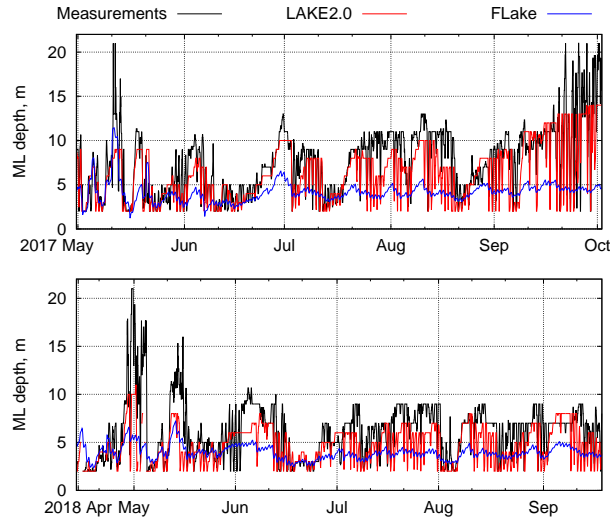 Measurements LAKE2.0 FLake
20
15
ML depth, m
10
5
0
2017 May Jun Jul Aug Sep Oct
20
15
ML depth, m
10
5
0
2018 Apr May Jun Jul Aug Sep